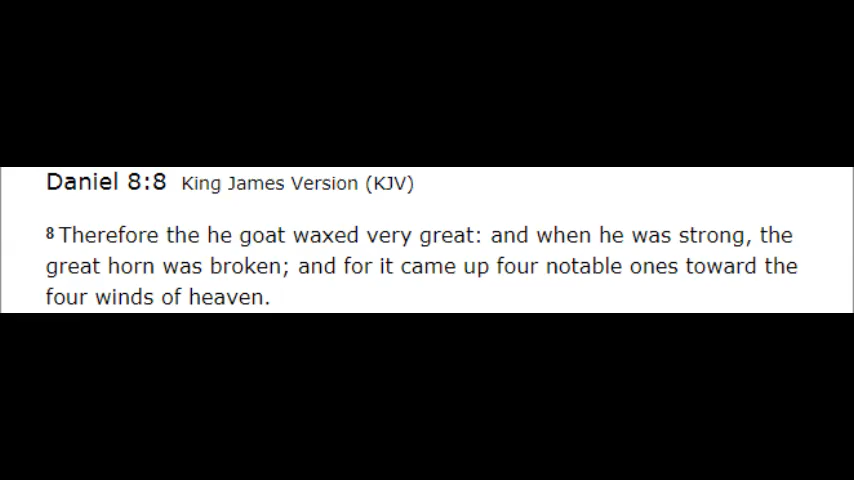 Daniel 8:8 King James Version (KJV)
8 Therefore the he goat waxed very great: and when he was strong, the
great horn was broken; and for it came up four notable ones toward the
four winds of heaven.